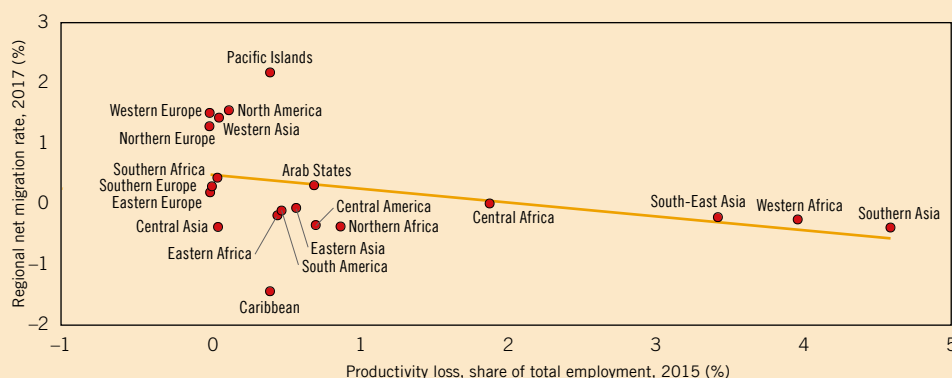 Regional net migration rate, 2017 (%)
3
2
1
0
–1
–2
Pacific Islands
Western Europe
North America
Northern Europe
Western Asia
Southern Africa
Southern Europe
Eastern Europe
Arab States
Central Asia
Central America
Northern Africa
Eastern Africa
Eastern Asia
South America
Caribbean
Central Africa
South-East Asia
Western Africa
Southern Asia
–1
0
1
2
3
4
5
Productivity loss, share of total employment, 2015 (%)